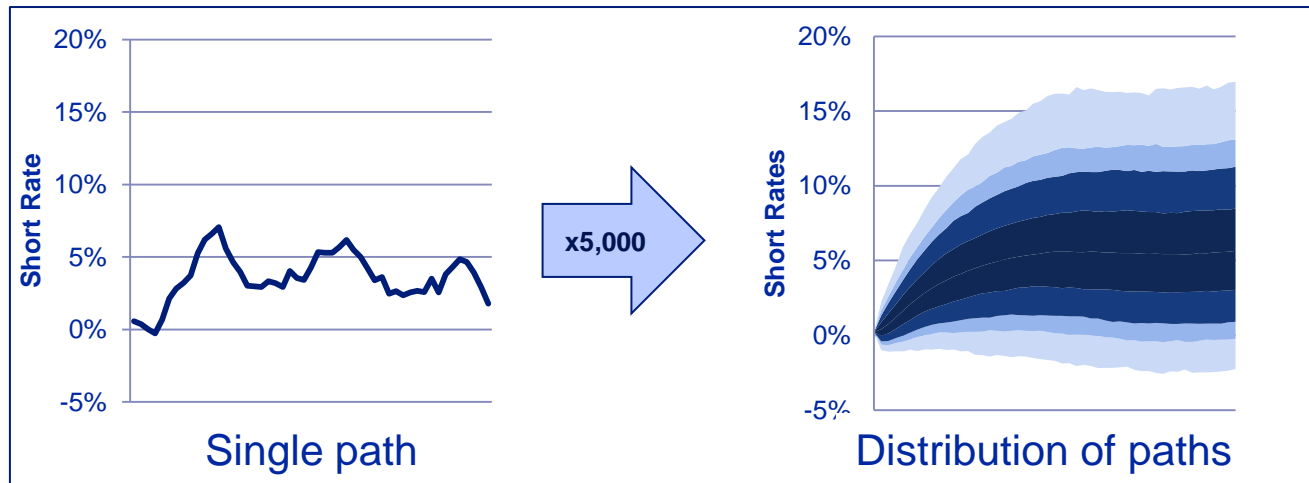 20%
15%
10%
5%
0%
-5%
Short Rate
Single path
x5,000
20%
15%
10%
5%
0%
-5%
Short Rates
Distribution of paths